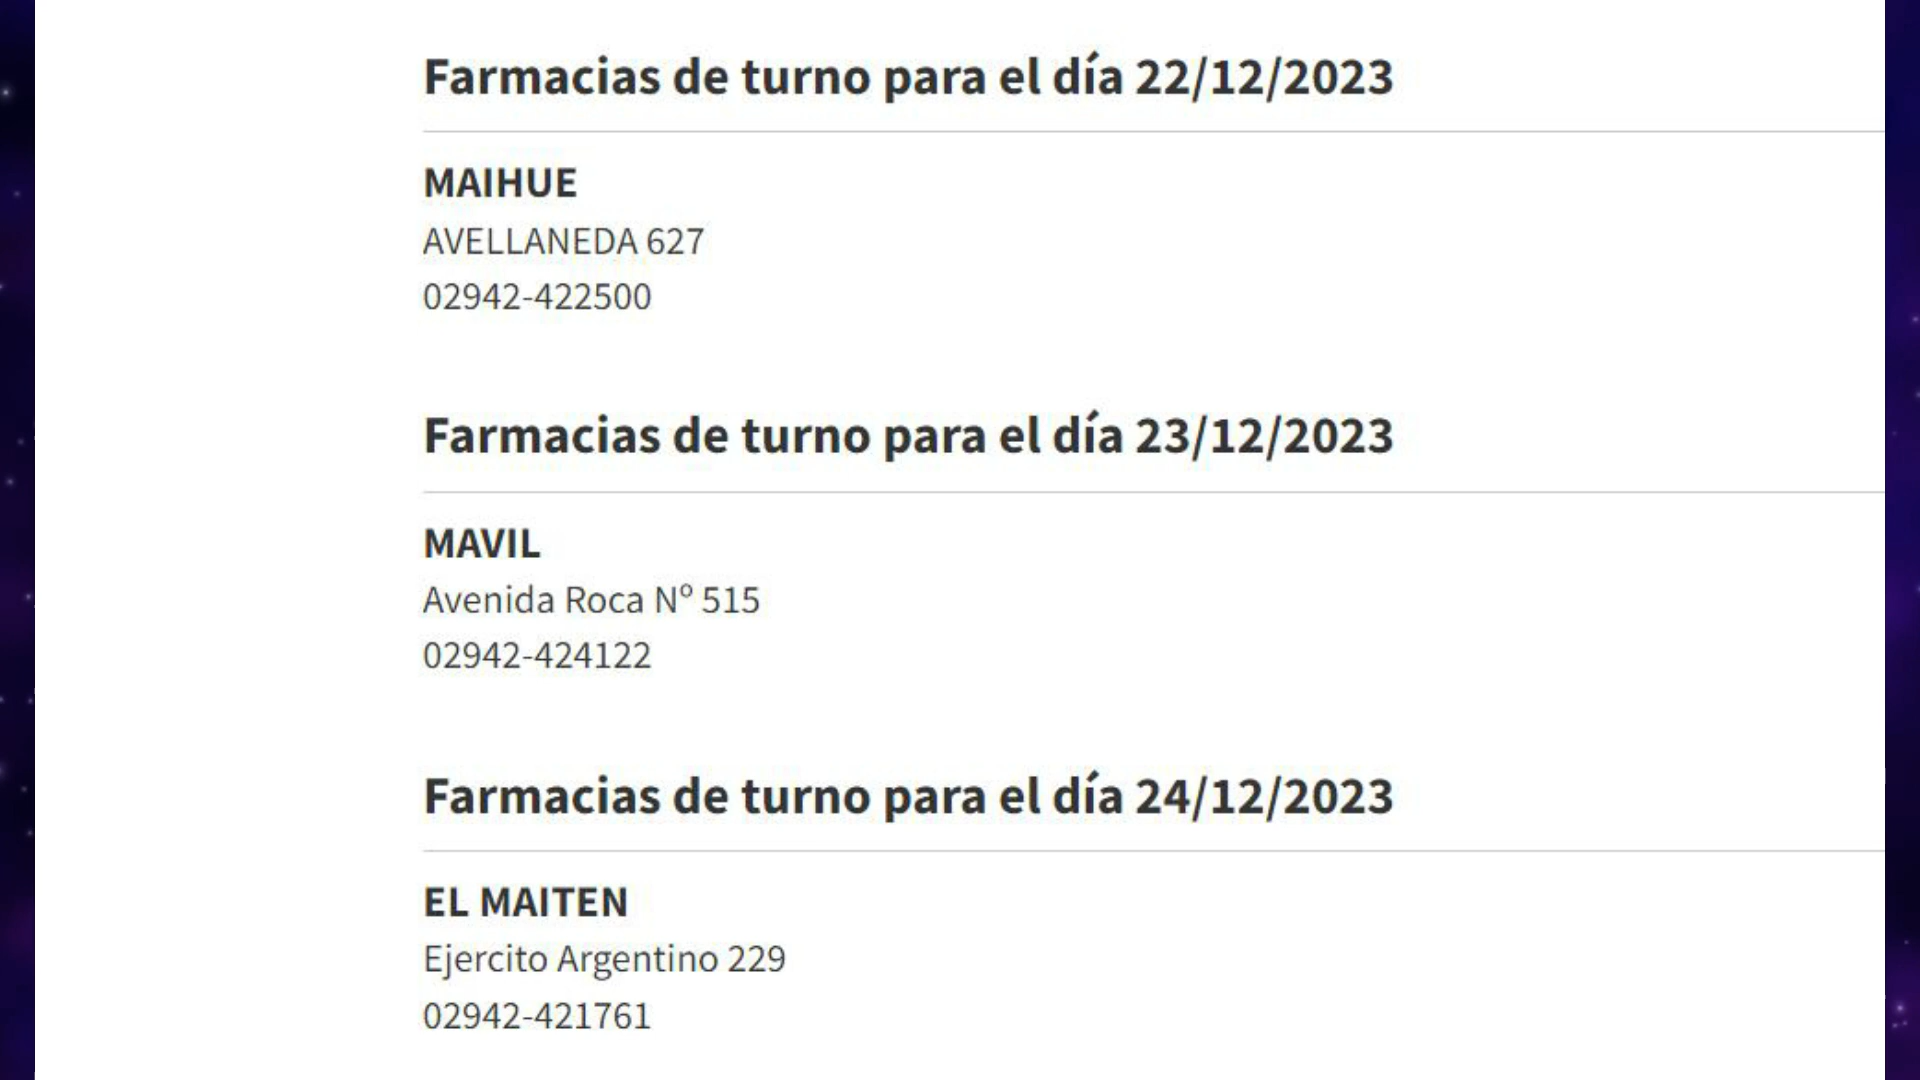 Farmacias de turno para el día 22/12/2023
MAIHUE
AVELLANEDA 627
02942-422500
Farmacias de turno para el día 23/12/2023
MAVIL
Avenida Roca Nº 515
02942-424122
Farmacias de turno para el día 24/12/2023
EL MAITEN
Ejercito Argentino 229
02942-421761